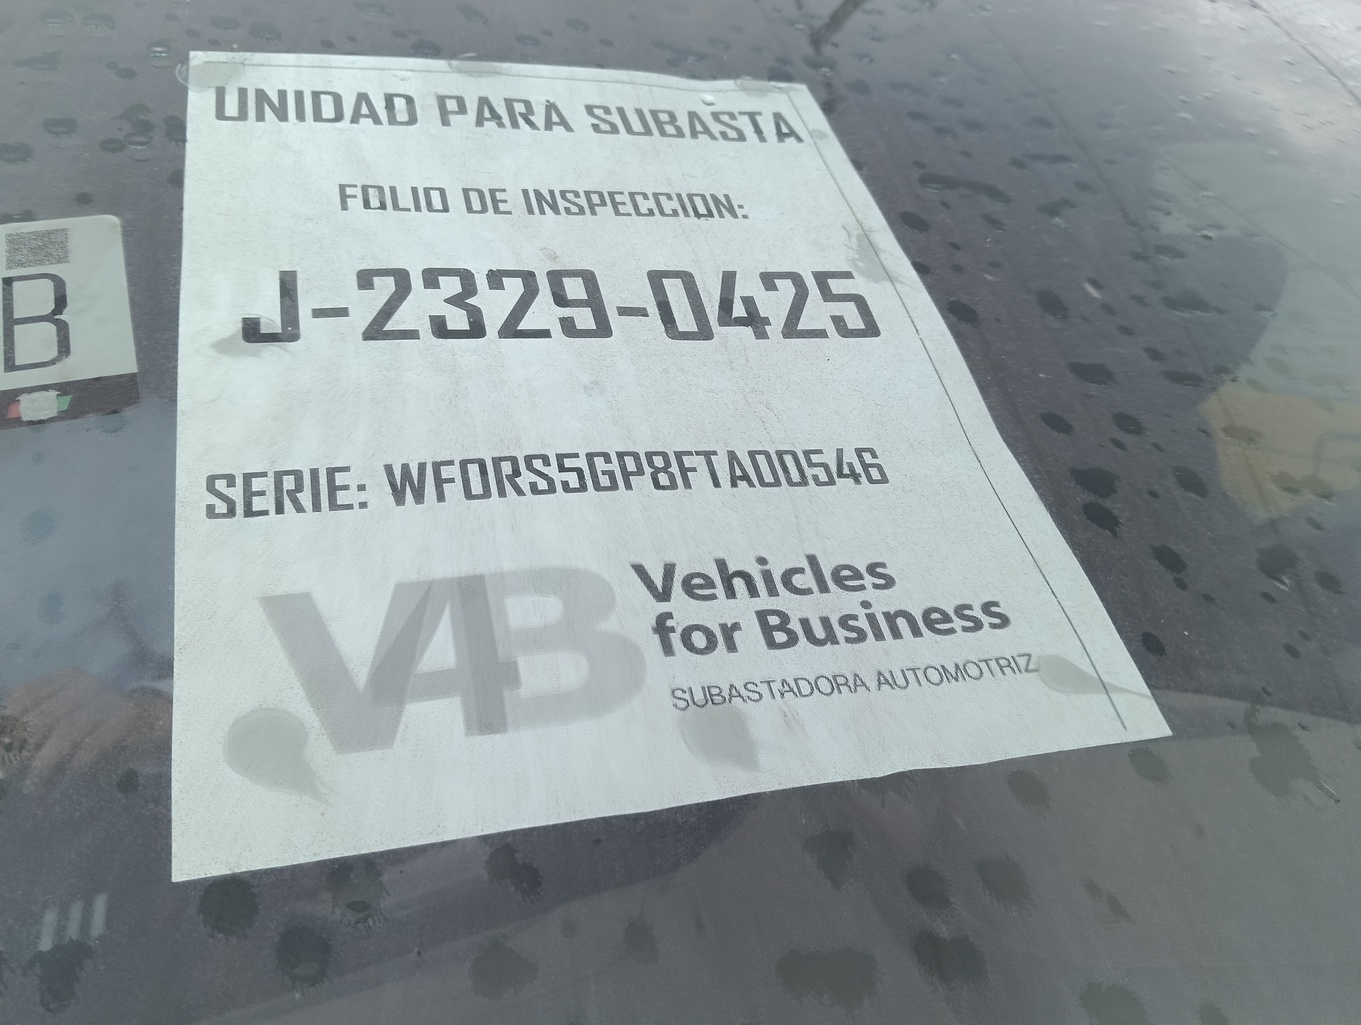 UNIDAD PARA SUBASTA
FOLIO DE INSPECCION:
J-2329-0425
SERIE: WF0RS5GP8FTA00546
V4B
Vehicles
for Business
SUBASTADORA AUTOMOTRIZ
B